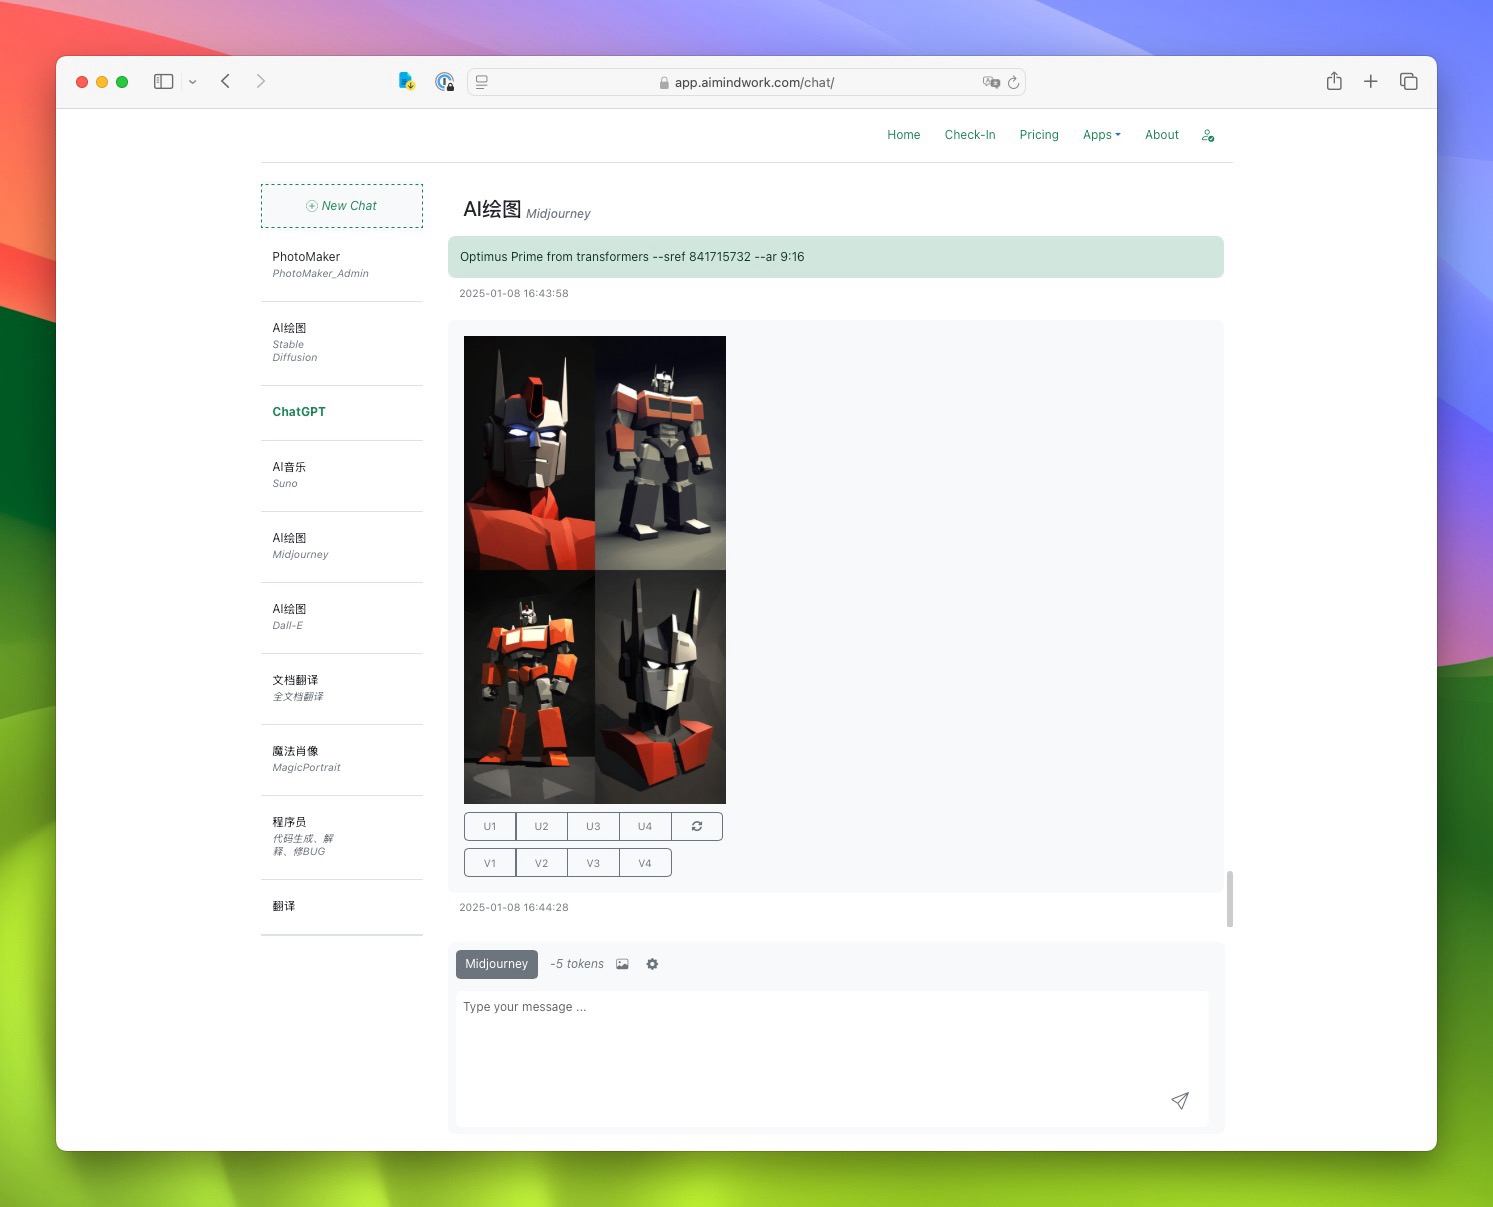 app.aimindwork.com/chat/
Home Check-In Pricing Apps About
New Chat
PhotoMaker
PhotoMaker_Admin
AI绘图
Stable
Diffusion
ChatGPT
AI音乐
Suno
AI绘图
Midjourney
AI绘图
Dall-E
文档翻译
全文档翻译
魔法肖像
MagicPortrait
程序员
代码生成、解
释、修BUG
翻译
AI绘图 Midjourney
Optimus Prime from transformers --sref 841715732 --ar 9:16
2025-01-08 16:43:58
U1 U2 U3 U4
V1 V2 V3 V4
2025-01-08 16:44:28
Midjourney -5 tokens
Type your message ...